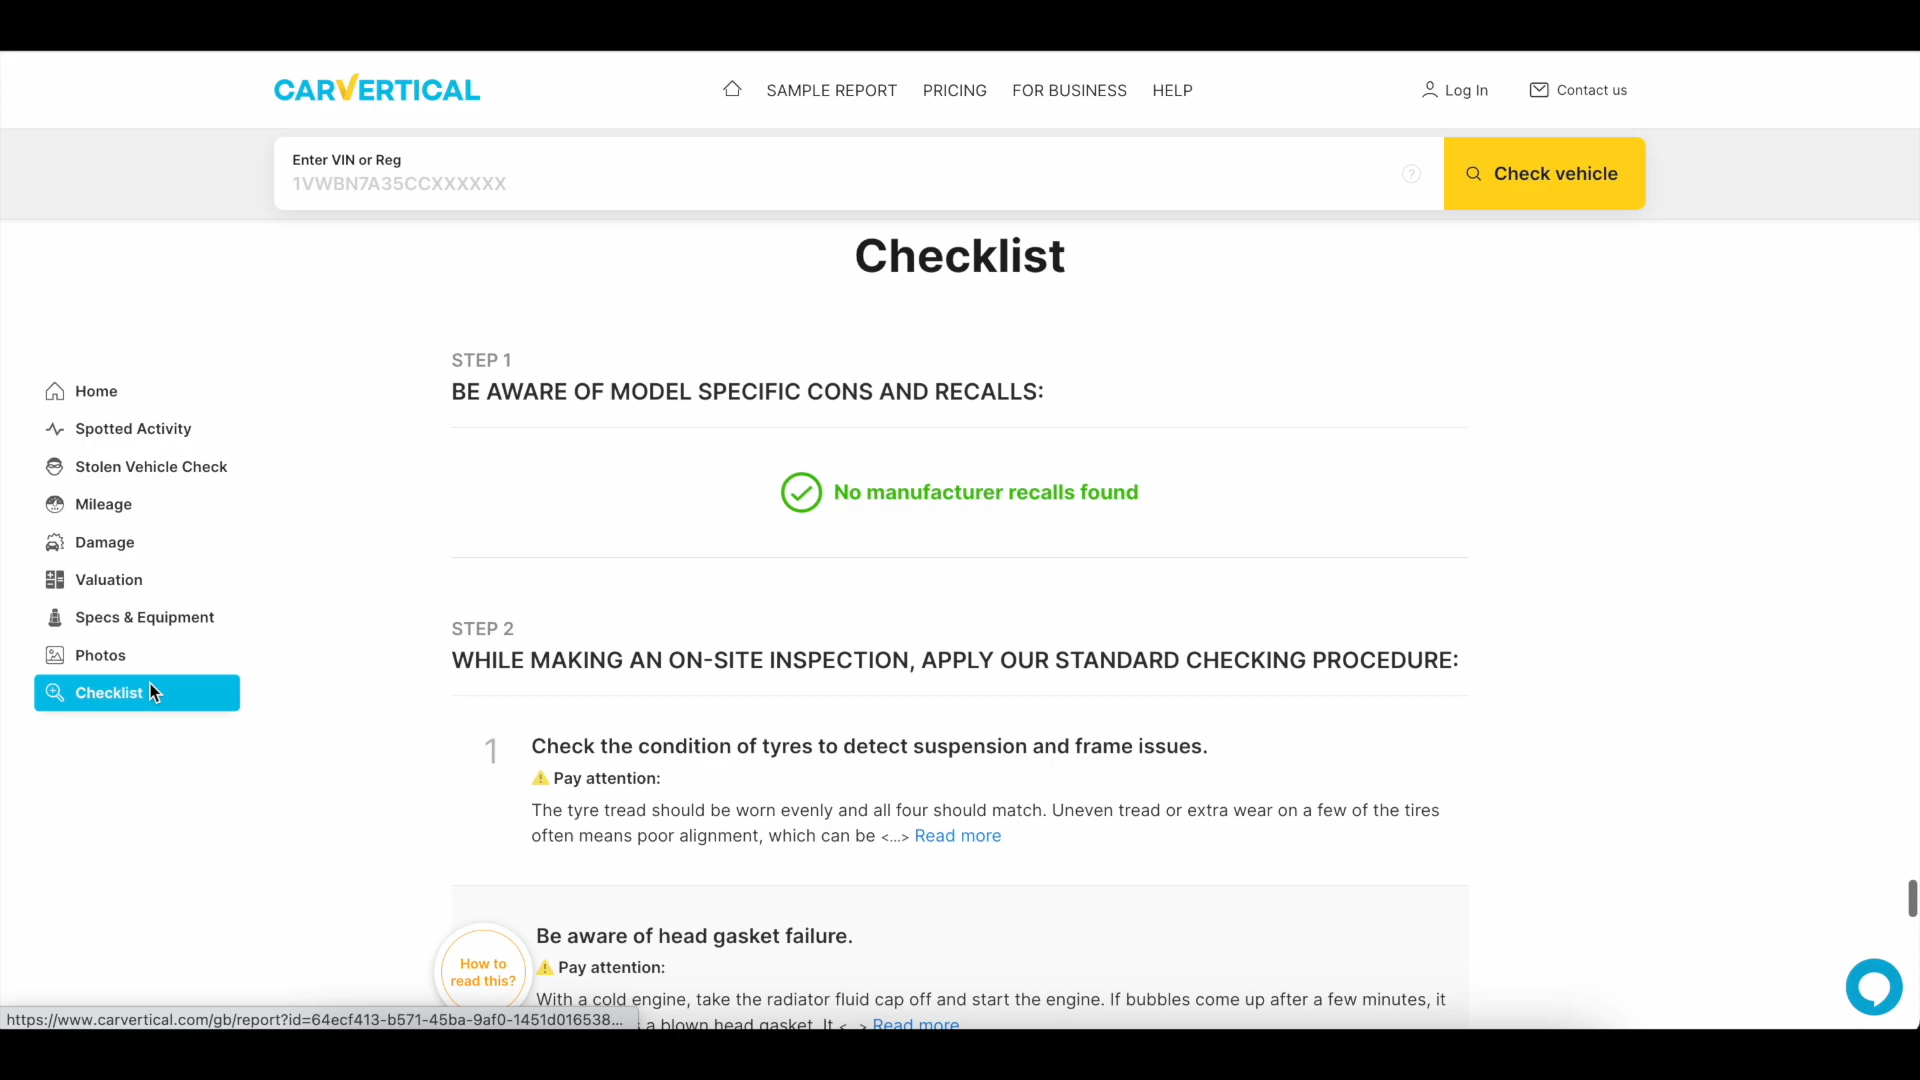 CARVERTICAL
SAMPLE REPORT
PRICING
FOR BUSINESS
HELP
Log In
Contact us
Enter VIN or Reg
1VWBN7A35CCXXXXXX
?
Check vehicle
Checklist
Home
Spotted Activity
Stolen Vehicle Check
Mileage
Damage
Valuation
Specs & Equipment
Photos
Checklist
STEP 1
BE AWARE OF MODEL SPECIFIC CONS AND RECALLS:
No manufacturer recalls found
STEP 2
WHILE MAKING AN ON-SITE INSPECTION, APPLY OUR STANDARD CHECKING PROCEDURE:
1
Check the condition of tyres to detect suspension and frame issues.
Pay attention:
The tyre tread should be worn evenly and all four should match. Uneven tread or extra wear on a few of the tires
often means poor alignment, which can be <...> Read more
Be aware of head gasket failure.
Pay attention:
With a cold engine, take the radiator fluid cap off and start the engine. If bubbles come up after a few minutes, it
a blown head gasket. It <...> Read more
How to
read this?
https://www.carvertical.com/gb/report?id=64ecf413-b571-45ba-9af0-1451d016538...